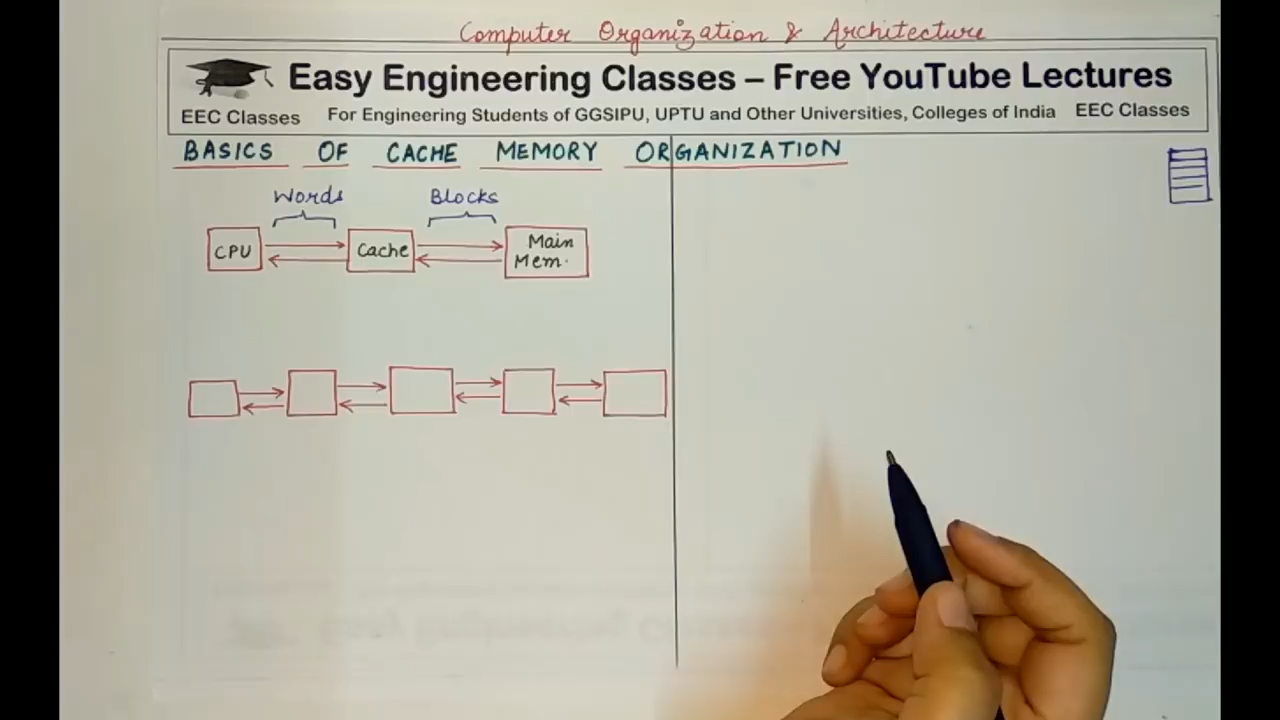 Computer Organization & Architecture
Easy Engineering Classes – Free YouTube Lectures
EEC Classes For Engineering Students of GGSIPU, UPTU and Other Universities, Colleges of India EEC Classes
BASICS OF CACHE MEMORY ORGANIZATION
Words Blocks
CPU Cache Main
Mem.